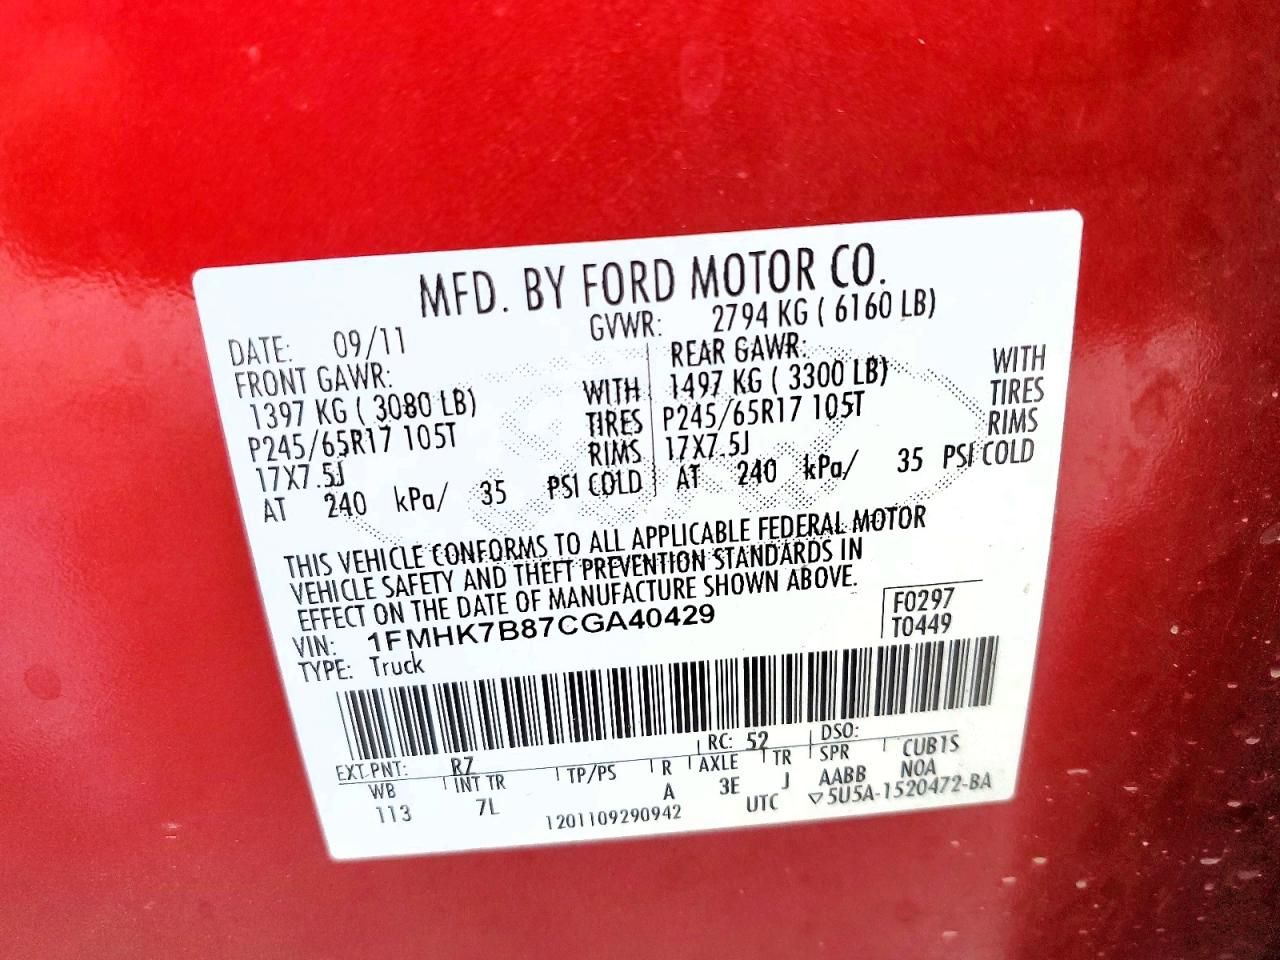 MFD. BY FORD MOTOR CO.
DATE: 09/11 GVWR: 2794 KG ( 6160 LB)
FRONT GAWR: REAR GAWR:
1397 KG ( 3080 LB) WITH 1497 KG ( 3300 LB) WITH
P245/65R17 105T TIRES P245/65R17 105T TIRES
17X7.5J RIMS 17X7.5J RIMS
AT 240 kPa/ 35 PSI COLD AT 240 kPa/ 35 PSI COLD
THIS VEHICLE CONFORMS TO ALL APPLICABLE FEDERAL MOTOR
VEHICLE SAFETY AND THEFT PREVENTION STANDARDS IN
EFFECT ON THE DATE OF MANUFACTURE SHOWN ABOVE.
VIN: 1FMHK7B87CGA40429 F0297
TYPE: Truck T0449
EXT PNT: R7 RC: 52 DSO:
WB INT TR TP/PS R AXLE TR SPR CUB1S
113 7L A 3E J AABB N0A
1201109290942 UTC ▽5U5A-1520472-BA